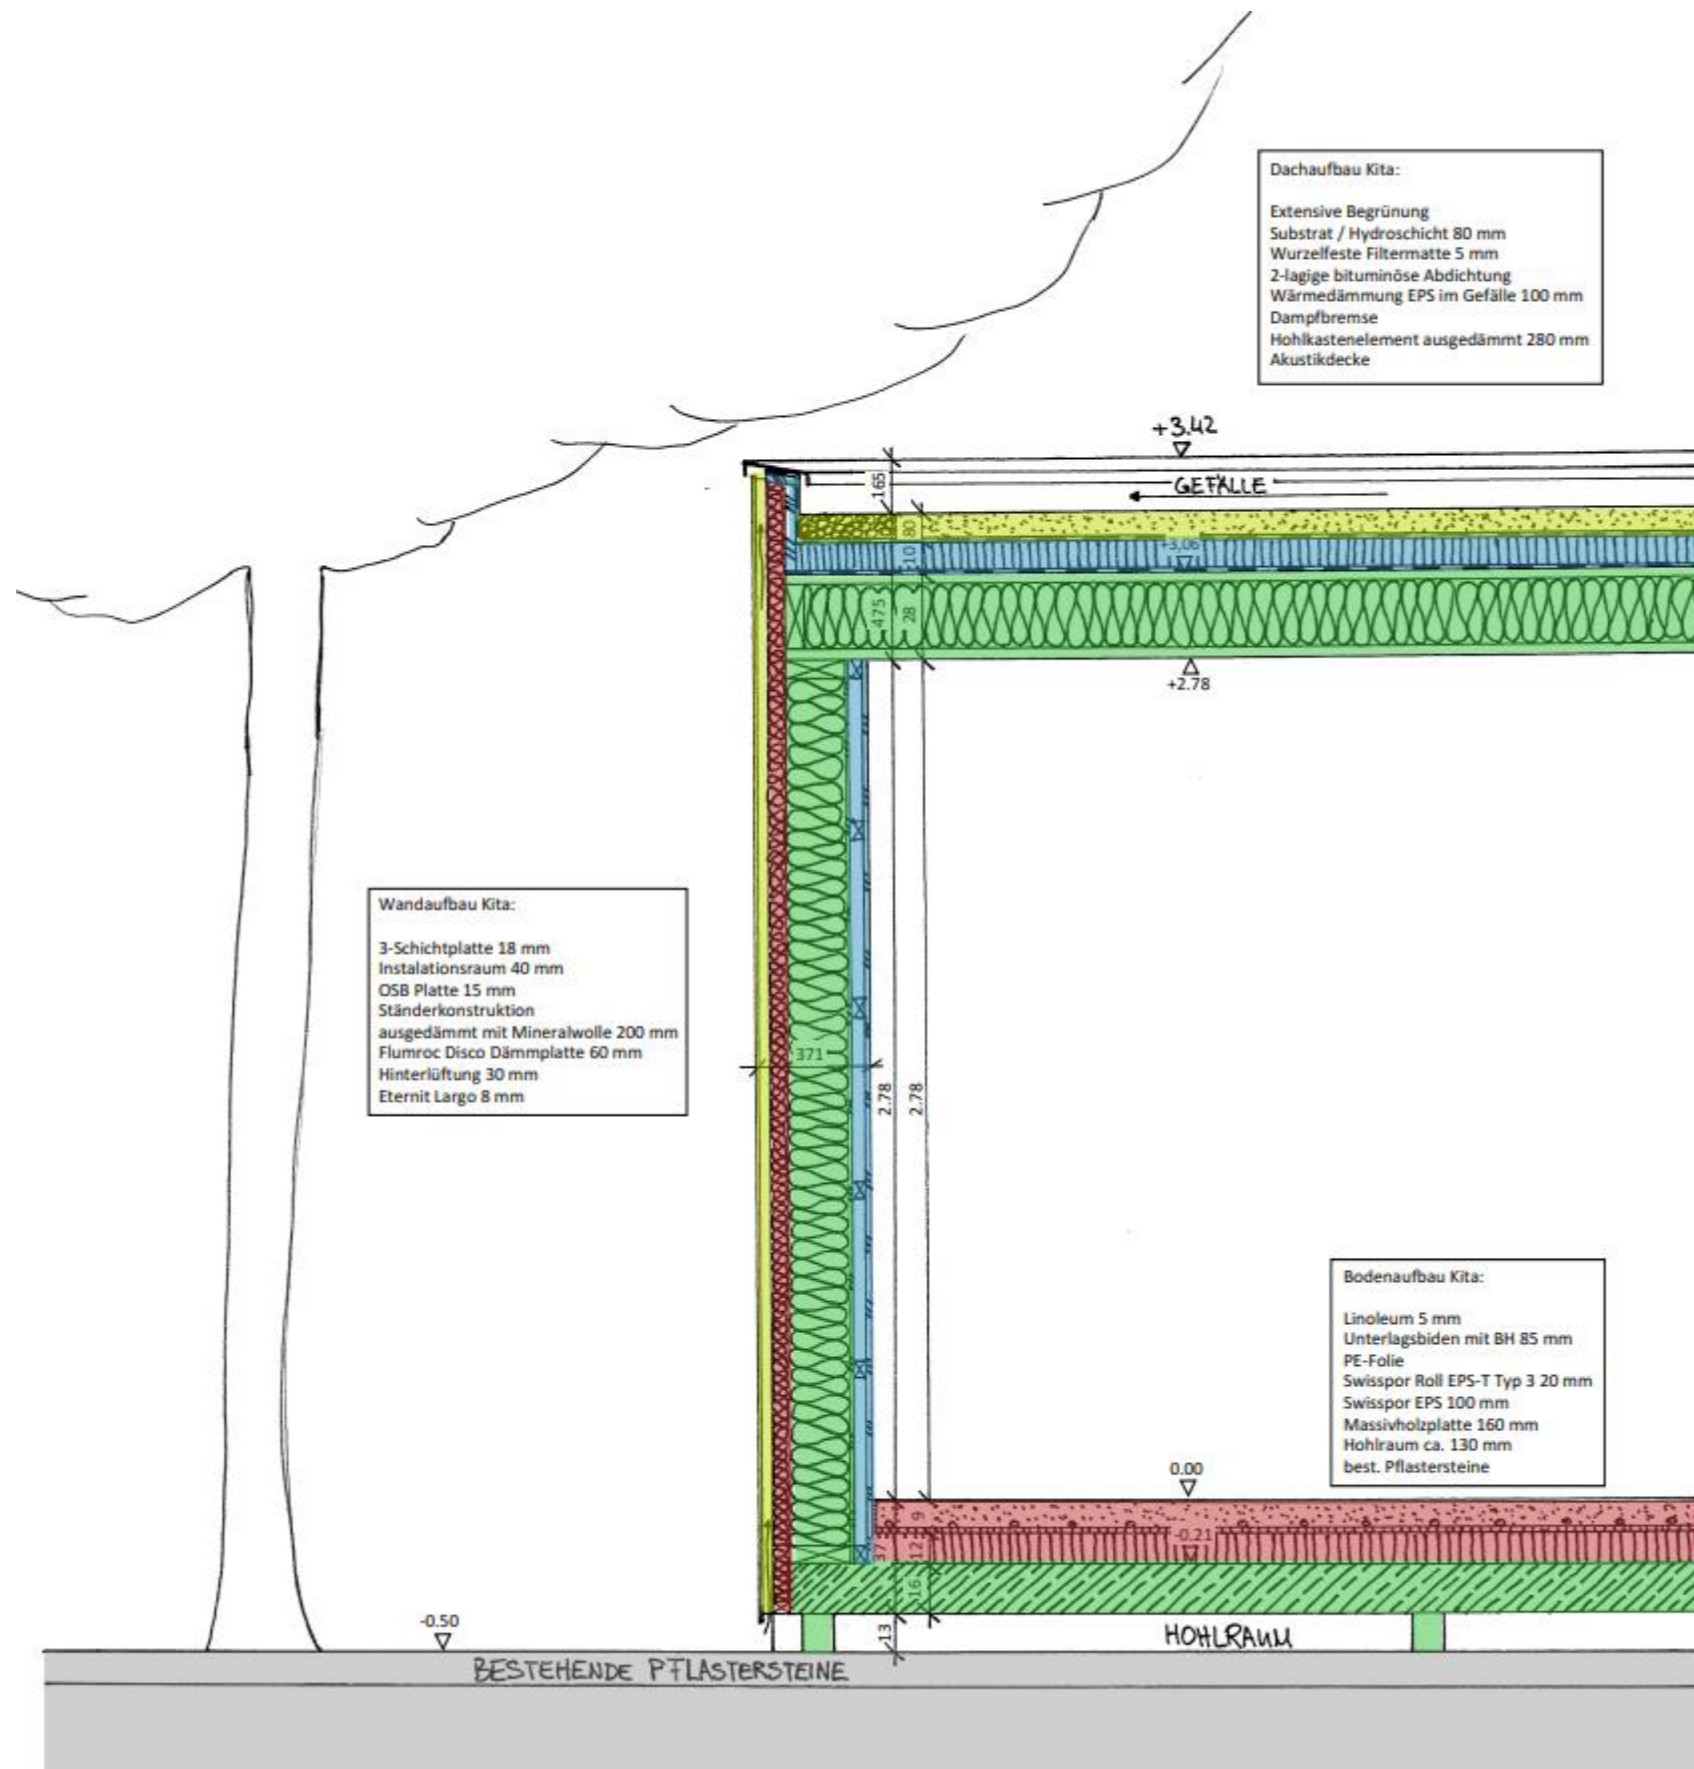 Dachaufbau Kita:
Extensive Begrünung
Substrat / Hydroschicht 80 mm
Wurzelfeste Filtermatte 5 mm
2-lagige bituminöse Abdichtung
Wärmedämmung EPS im Gefälle 100 mm
Dampfbremse
Hohlkastenelement ausgedämmt 280 mm
Akustikdecke
+3.42
165
GEFÄLLE
80
10
+3,06
475
28
+2.78
Wandaufbau Kita:
3-Schichtplatte 18 mm
Instalationsraum 40 mm
OSB Platte 15 mm
Ständerkonstruktion
ausgedämmt mit Mineralwolle 200 mm
Flumroc Disco Dämmplatte 60 mm
Hinterlüftung 30 mm
Eternit Largo 8 mm
371
2.78
2.78
Bodenaufbau Kita:
Linoleum 5 mm
Unterlagsbiden mit BH 85 mm
PE-Folie
Swisspor Roll EPS-T Typ 3 20 mm
Swisspor EPS 100 mm
Massivholzplatte 160 mm
Hohlraum ca. 130 mm
best. Pflastersteine
0.00
9
-0.21
37
12
16
-0.50
13
HOHLRAUM
BESTEHENDE PFLASTERSTEINE